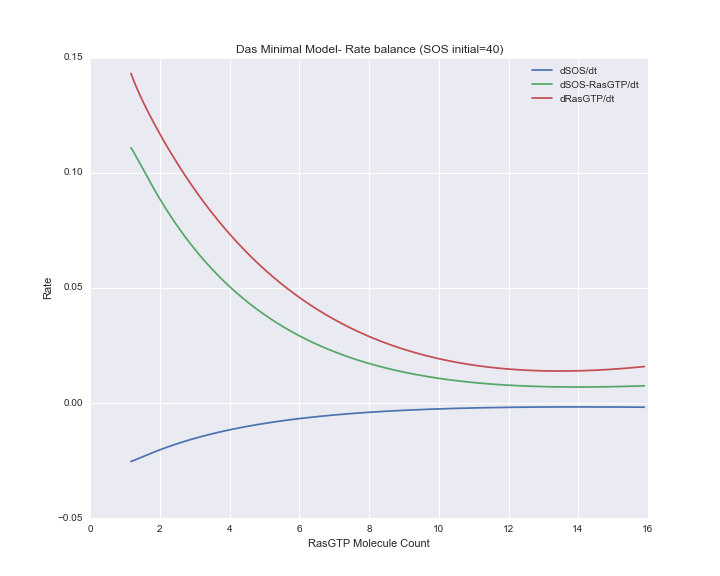 Das Minimal Model- Rate balance (SOS initial=40)
dSOS/dt
dSOS-RasGTP/dt
dRasGTP/dt
0.15
0.10
0.05
0.00
−0.05
Rate
0 2 4 6 8 10 12 14 16
RasGTP Molecule Count